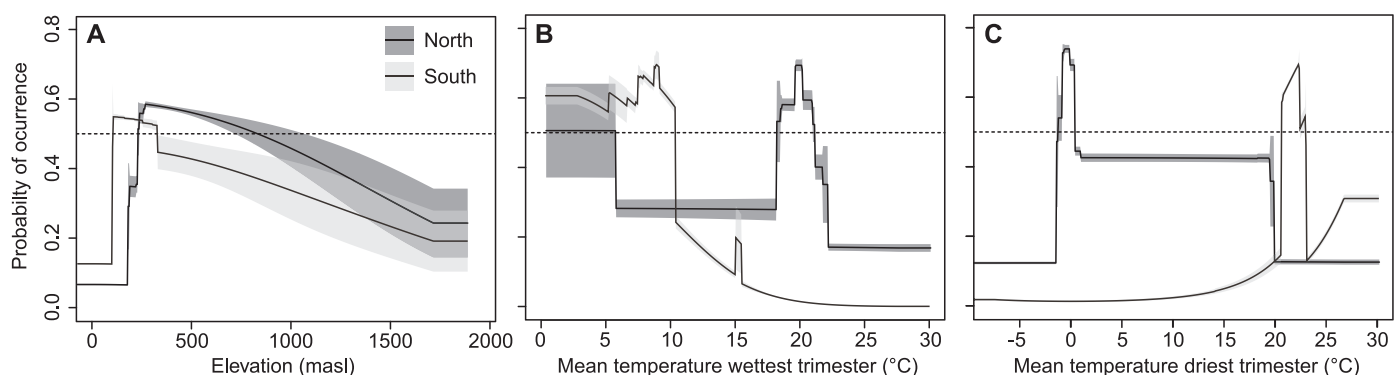 A
North
South
Probabilty of ocurrence
0.0 0.2 0.4 0.6 0.8
0 500 1000 1500 2000
Elevation (masl)
B
0 5 10 15 20 25 30
Mean temperature wettest trimester (°C)
C
-5 0 5 10 15 20 25 30
Mean temperature driest trimester (°C)